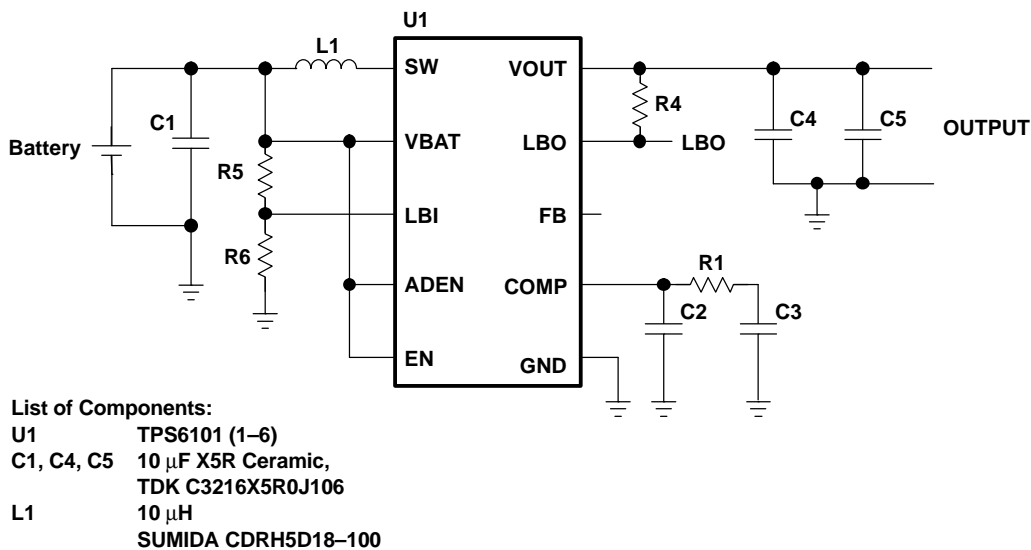 U1
L1
SW
VOUT
R4
C1
C4
C5
OUTPUT
Battery
VBAT
LBO
LBO
R5
LBI
FB
R6
R1
ADEN
COMP
C2
C3
EN
GND
List of Components:
U1 TPS6101 (1–6)
C1, C4, C5 10 μF X5R Ceramic,
TDK C3216X5R0J106
L1 10 μH
SUMIDA CDRH5D18–100